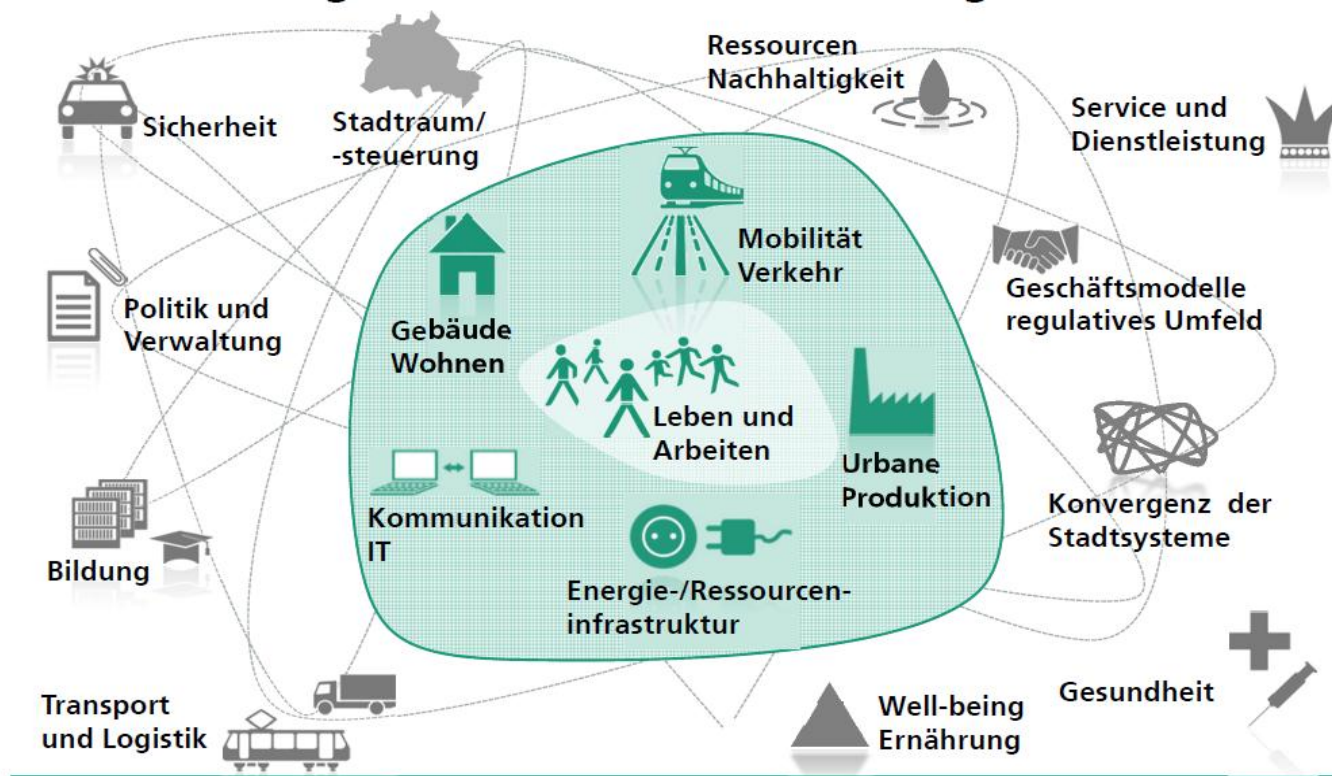 Ressourcen
Nachhaltigkeit
Service und
Dienstleistung
Sicherheit
Stadtraum/
-steuerung
Mobilität
Verkehr
Geschäftsmodelle
regulatives Umfeld
Politik und
Verwaltung
Gebäude
Wohnen
Leben und
Arbeiten
Urbane
Produktion
Kommunikation
IT
Konvergenz der
Stadtsysteme
Bildung
Energie-/Ressourcen-
infrastruktur
Transport
und Logistik
Well-being
Ernährung
Gesundheit